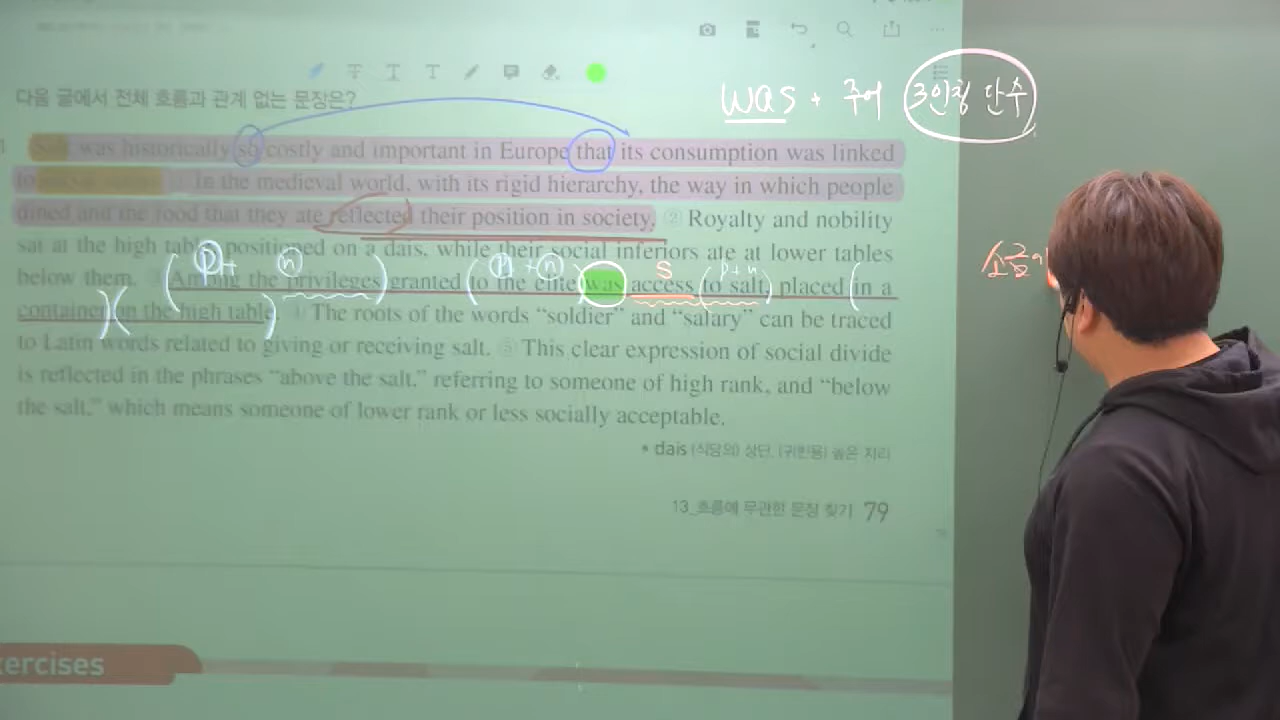 was + 주어 3인칭 단수
다음 글에서 전체 흐름과 관계 없는 문장은?
was historically so costly and important in Europe that its consumption was linked
to In the medieval world, with its rigid hierarchy, the way in which people
dined and the food that they ate reflected their position in society. ② Royalty and nobility
sat at the high table positioned on a dais, while their social inferiors ate at lower tables
p+ n p + n S p+n
below them. ③ Among the privileges granted to the elite was access to salt, placed in a
소금
container on the high table. ④ The roots of the words “soldier” and “salary” can be traced
to Latin words related to giving or receiving salt. ⑤ This clear expression of social divide
is reflected in the phrases “above the salt,” referring to someone of high rank, and “below
the salt,” which means someone of lower rank or less socially acceptable.
* dais (식당의) 상단, (귀빈용) 높은 자리
13_흐름에 무관한 문장 찾기 79
xercises